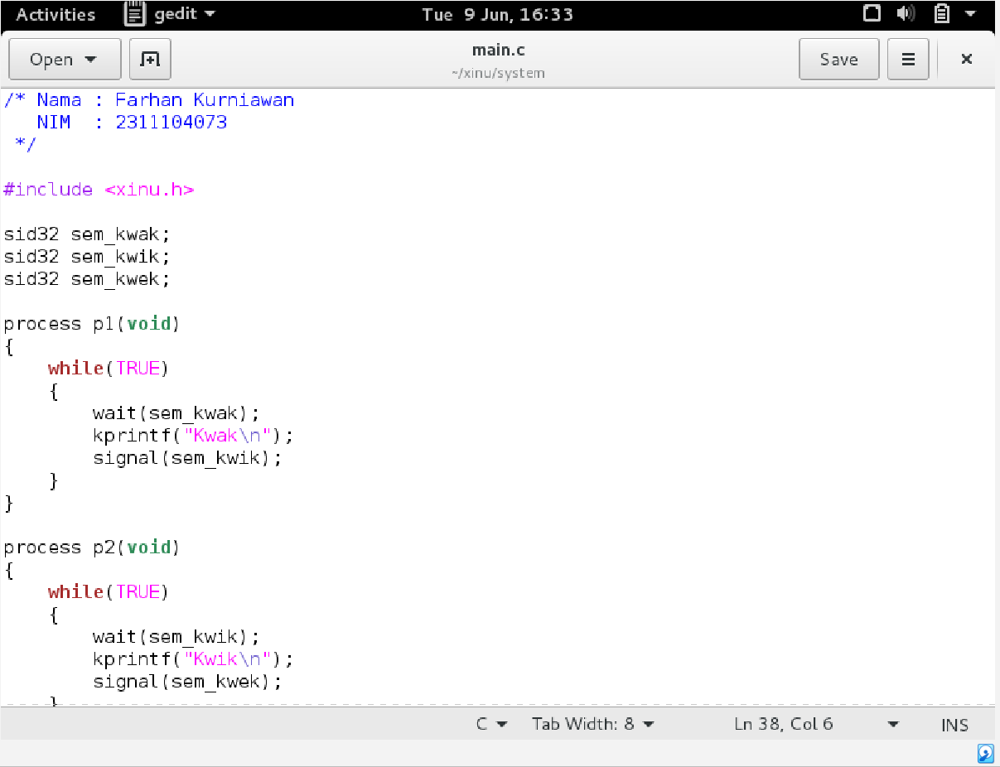 Activities gedit Tue 9 Jun, 16:33
Open main.c Save
~/xinu/system
/* Nama : Farhan Kurniawan
   NIM  : 2311104073
 */

#include <xinu.h>

sid32 sem_kwak;
sid32 sem_kwik;
sid32 sem_kwek;

process p1(void)
{
    while(TRUE)
    {
        wait(sem_kwak);
        kprintf("Kwak\n");
        signal(sem_kwik);
    }
}

process p2(void)
{
    while(TRUE)
    {
        wait(sem_kwik);
        kprintf("Kwik\n");
        signal(sem_kwek);
    }
C Tab Width: 8 Ln 38, Col 6 INS